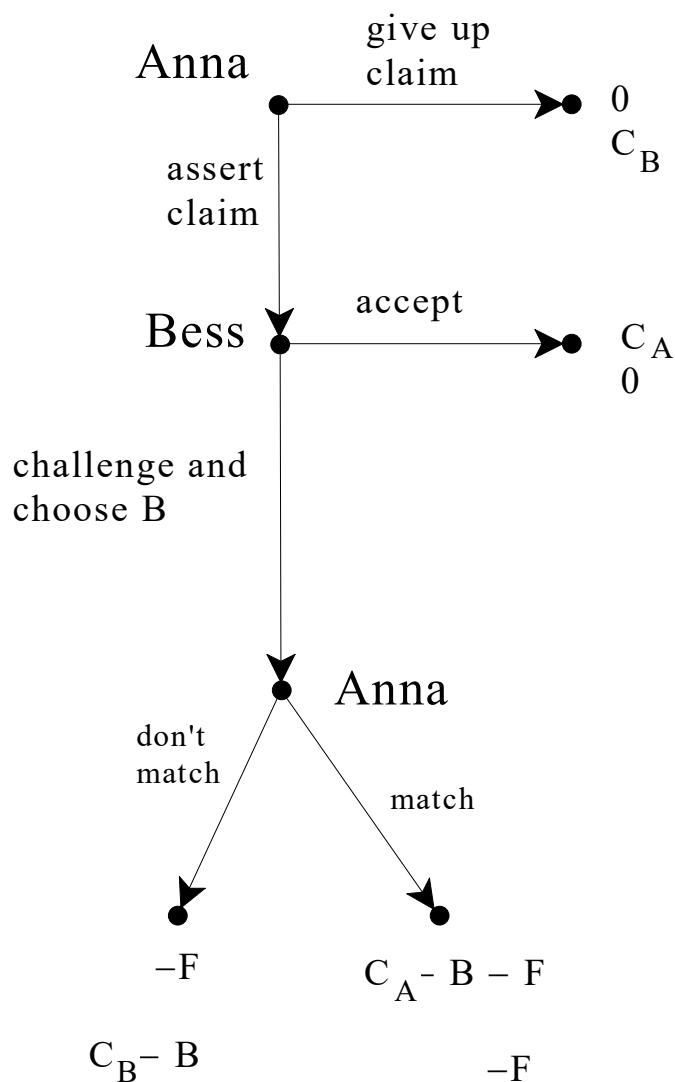 give up
claim
Anna
0
C_B
assert
claim
accept
Bess
C_A
0
challenge and
choose B
Anna
don't
match
match
–F
C_A – B – F
C_B – B
–F